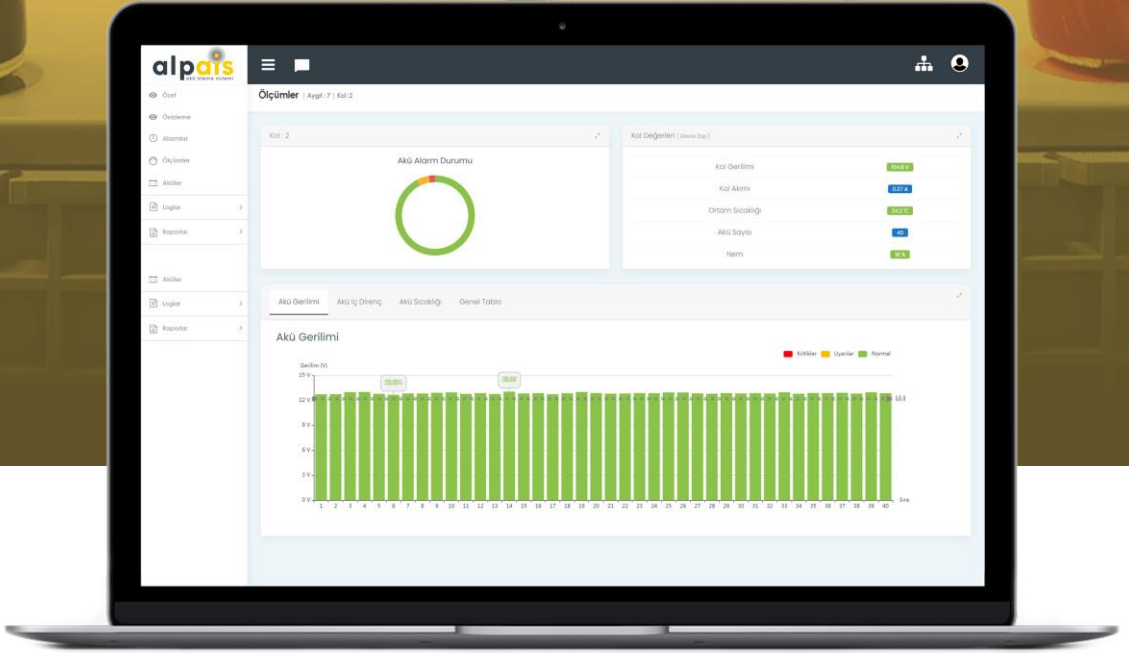 alpais
akü izleme sistemi
Özet
Önizleme
Alarmlar
Ölçümler
Aküler
Loglar
Raporlar
Aküler
Loglar
Raporlar
Ölçümler | Aygıt : 7 | Kol :2
Kol : 2
Akü Alarm Durumu
Kol Değerleri
Kol Gerilimi
Kol Akımı 0.37 A
Ortam Sıcaklığı 34.2 °C
Akü Sayısı 40
Nem
Akü Gerilimi Akü İç Direnç Akü Sıcaklığı Genel Tablo
Akü Gerilimi
Kritikler Uyarılar Normal
Gerilim (V)
15 V
12 V
9 V
6 V
3 V
0 V
1 2 3 4 5 6 7 8 9 10 11 12 13 14 15 16 17 18 19 20 21 22 23 24 25 26 27 28 29 30 31 32 33 34 35 36 37 38 39 40
Sıra